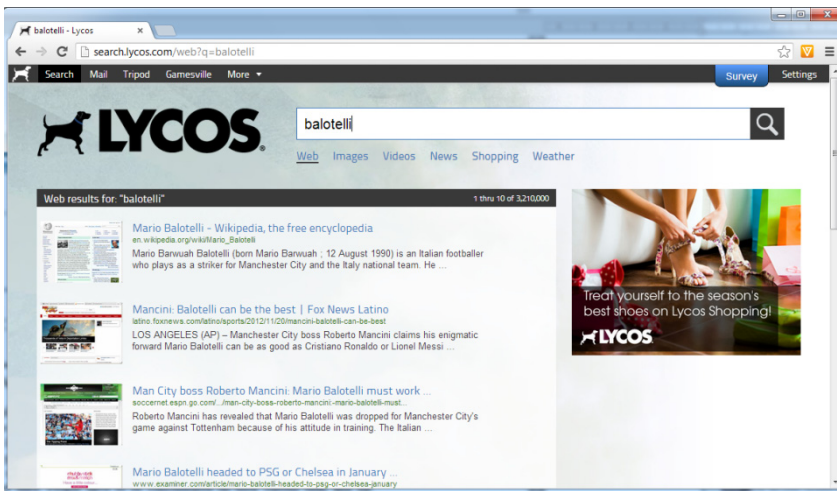 balotelli - Lycos
search.lycos.com/web?q=balotelli
Search Mail Tripod Gamesville More Survey Settings
LYCOS
balotelli
Web Images Videos News Shopping Weather
Web results for: "balotelli" 1 thru 10 of 3,210,000
Mario Balotelli - Wikipedia, the free encyclopedia
en.wikipedia.org/wiki/Mario_Balotelli
Mario Barwuah Balotelli (born Mario Barwuah ; 12 August 1990) is an Italian footballer
who plays as a striker for Manchester City and the Italy national team. He ...
Mancini: Balotelli can be the best | Fox News Latino
latino.foxnews.com/latino/sports/2012/11/20/mancini-balotelli-can-be-best
LOS ANGELES (AP) – Manchester City boss Roberto Mancini claims his enigmatic
forward Mario Balotelli can be as good as Cristiano Ronaldo or Lionel Messi ...
Man City boss Roberto Mancini: Mario Balotelli must work ...
soccernet.espn.go.com/.../man-city-boss-roberto-mancini:-mario-balotelli-must...
Roberto Mancini has revealed that Mario Balotelli was dropped for Manchester City's
game against Tottenham because of his attitude in training. The Italian ...
Mario Balotelli headed to PSG or Chelsea in January ...
www.examiner.com/article/mario-balotelli-headed-to-psg-or-chelsea-january
Treat yourself to the season's
best shoes on Lycos Shopping!
LYCOS